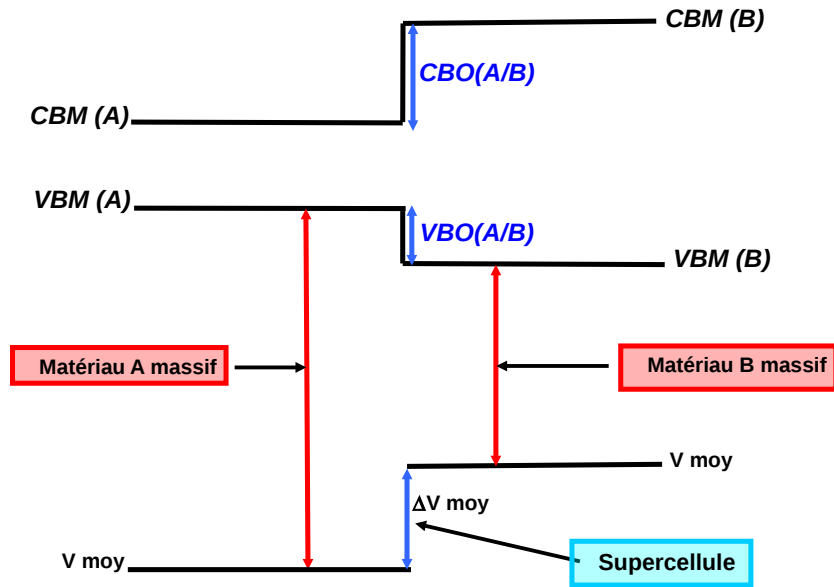 CBM (B)
CBO(A/B)
CBM (A)
VBM (A)
VBO(A/B)
VBM (B)
Matériau A massif
Matériau B massif
V moy
ΔV moy
V moy
Supercellule